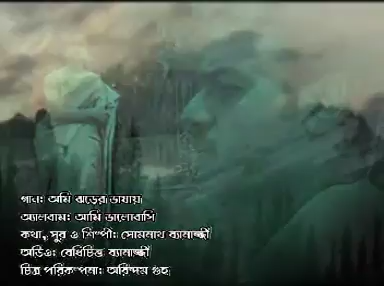 গান: আমি ঝড়ের ভাষায়
অ্যালবাম: আমি ভালোবাসি
কথা, সুর ও শিল্পী: সোমনাথ ব্যানার্জ্জী
অডিও: বোধিচিত্ত ব্যানার্জ্জী
চিত্র পরিকল্পনা: অরিন্দম গুহ